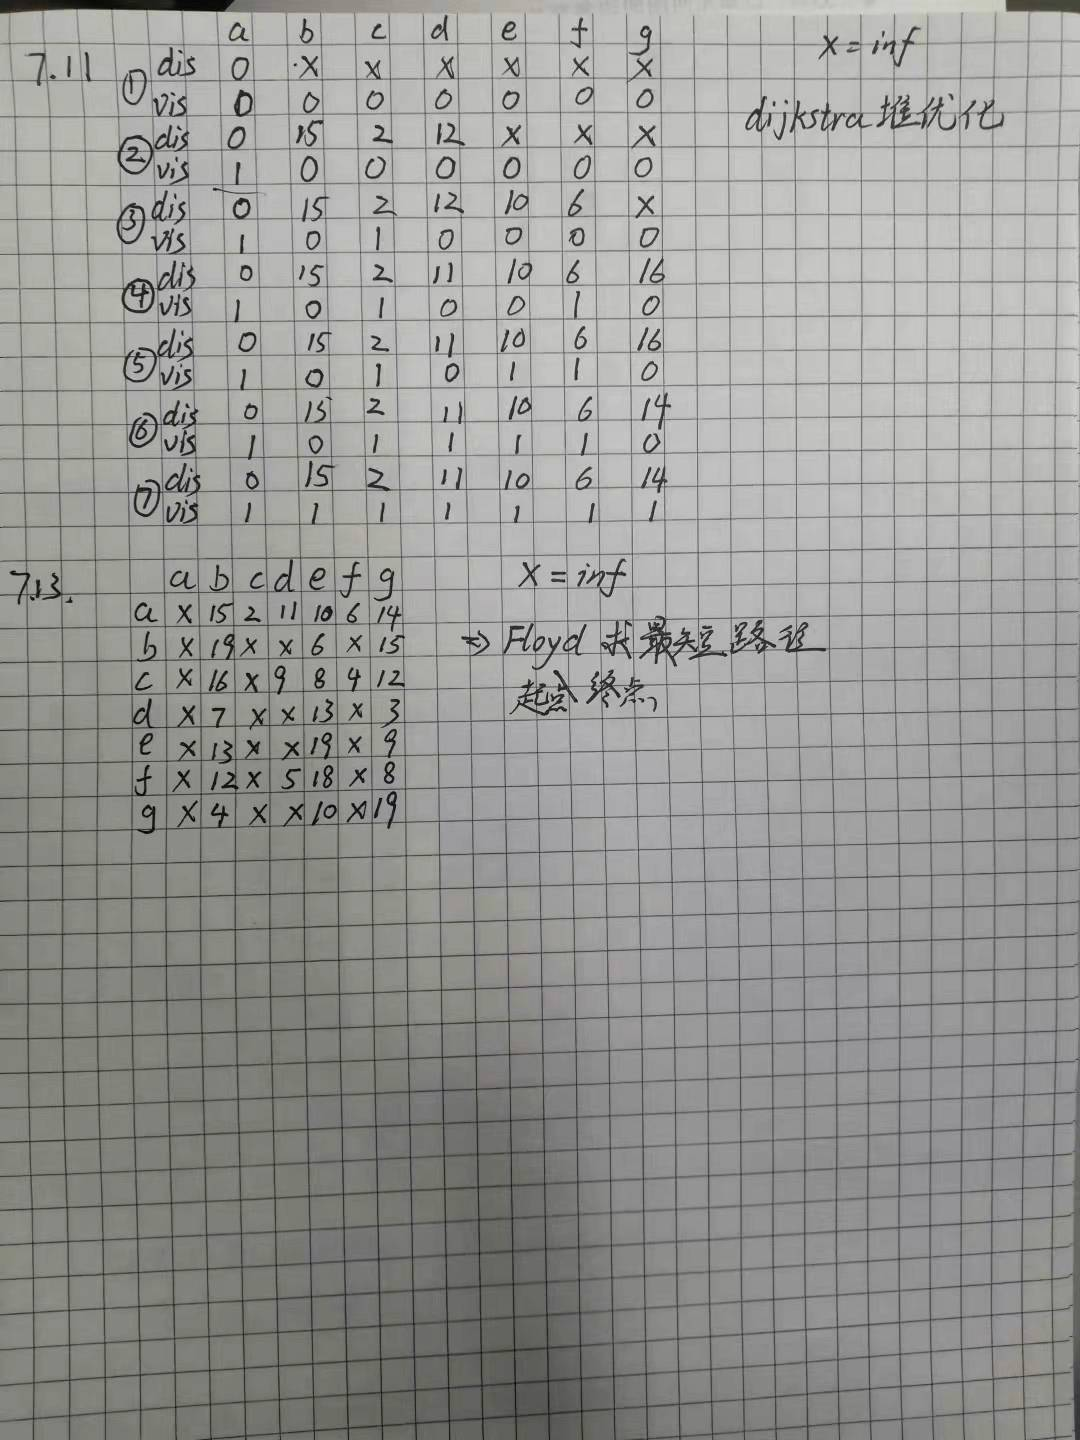 a b c d e f g
7.11 ① dis 0 x x x x x x x = inf
vis 0 0 0 0 0 0 0 dijkstra堆优化
② dis 0 15 2 12 x x x
vis 1 0 0 0 0 0 0
③ dis 0 15 2 12 10 6 x
vis 1 0 1 0 0 0 0
④ dis 0 15 2 11 10 6 16
vis 1 0 1 0 0 1 0
⑤ dis 0 15 2 11 10 6 16
vis 1 0 1 0 1 1 0
⑥ dis 0 15 2 11 10 6 14
vis 1 0 1 1 1 1 0
⑦ dis 0 15 2 11 10 6 14
vis 1 1 1 1 1 1 1
7.13. a b c d e f g x = inf
a x 15 2 11 10 6 14
b x 19 x x 6 x 15 => Floyd 求最短路径
c x 16 x 9 8 4 12 起点 终点
d x 7 x x 13 x 3
e x 13 x x 19 x 9
f x 12 x 5 18 x 8
g x 4 x x 10 x 19